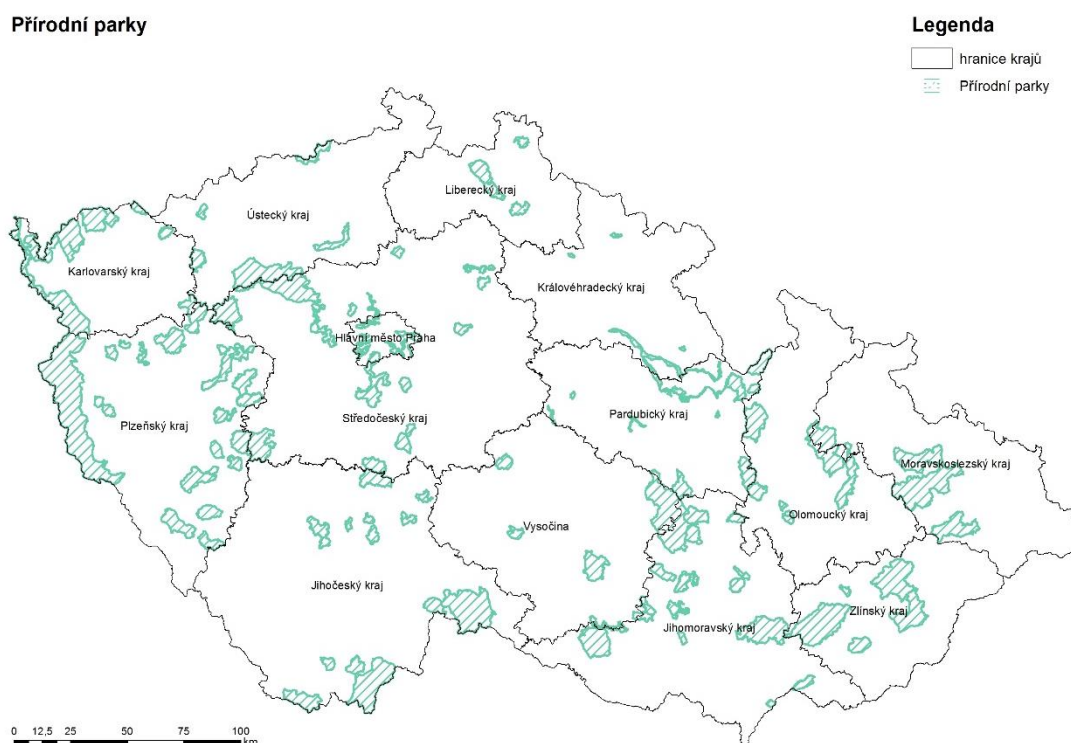 Přírodní parky
Legenda
hranice krajů
Přírodní parky
Liberecký kraj
Ústecký kraj
Karlovarský kraj
Královéhradecký kraj
Hlavní město Praha
Pardubický kraj
Středočeský kraj
Plzeňský kraj
Moravskoslezský kraj
Olomoucký kraj
Vysočina
Jihočeský kraj
Zlínský kraj
Jihomoravský kraj
0 12,5 25 50 75 100
km